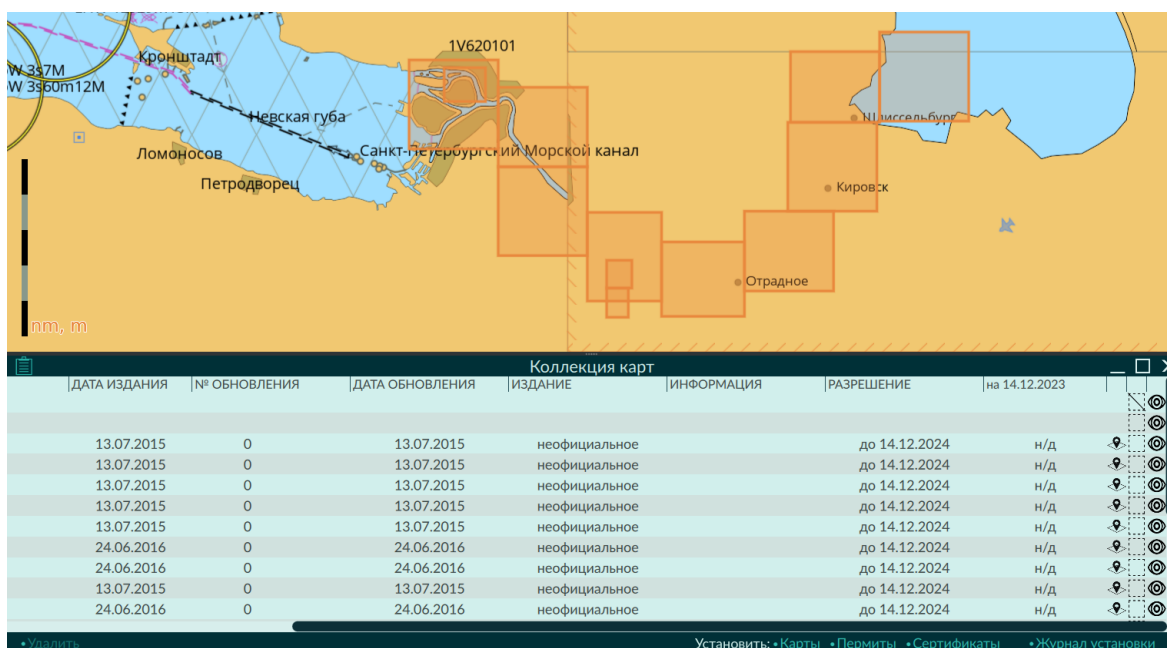 1V620101
Кронштадт
W 3s7M
W 3s60m12M
Невская губа
Шлиссельбург
Ломоносов
Санкт-Петербургский Морской канал
Петродворец
Кировск
Отрадное
nm, m
Коллекция карт
ДАТА ИЗДАНИЯ № ОБНОВЛЕНИЯ ДАТА ОБНОВЛЕНИЯ ИЗДАНИЕ ИНФОРМАЦИЯ РАЗРЕШЕНИЕ на 14.12.2023
13.07.2015 0 13.07.2015 неофициальное до 14.12.2024 н/д
13.07.2015 0 13.07.2015 неофициальное до 14.12.2024 н/д
13.07.2015 0 13.07.2015 неофициальное до 14.12.2024 н/д
13.07.2015 0 13.07.2015 неофициальное до 14.12.2024 н/д
13.07.2015 0 13.07.2015 неофициальное до 14.12.2024 н/д
24.06.2016 0 24.06.2016 неофициальное до 14.12.2024 н/д
24.06.2016 0 24.06.2016 неофициальное до 14.12.2024 н/д
13.07.2015 0 13.07.2015 неофициальное до 14.12.2024 н/д
24.06.2016 0 24.06.2016 неофициальное до 14.12.2024 н/д
•Удалить Установить: •Карты •Пермиты •Сертификаты •Журнал установки